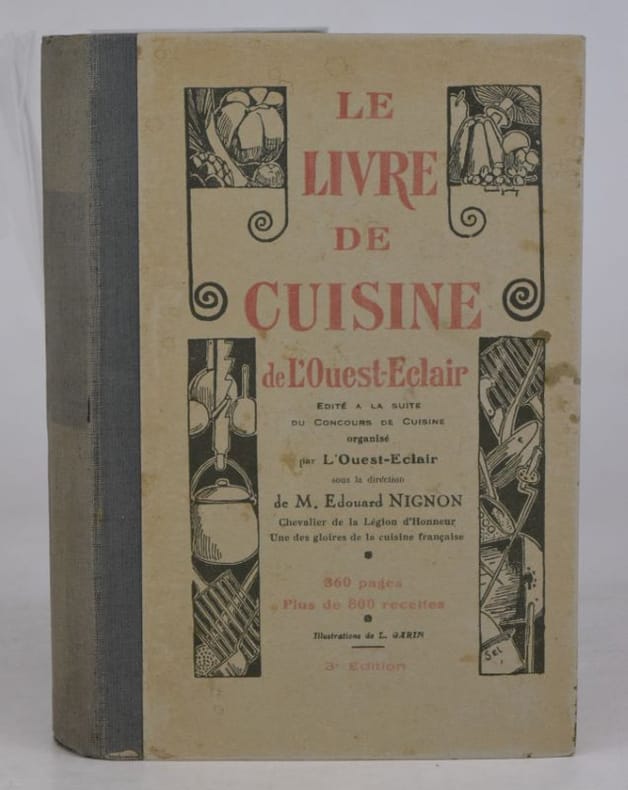 LE
LIVRE
DE
CUISINE
de L'Ouest-Eclair
EDITÉ A LA SUITE
DU CONCOURS DE CUISINE
organisé
par L'Ouest-Eclair
sous la direction
de M. Edouard NIGNON
Chevalier de la Légion d'Honneur
Une des gloires de la cuisine française
360 pages
Plus de 800 recettes
Illustrations de L. GARIN
3e Edition
Sel